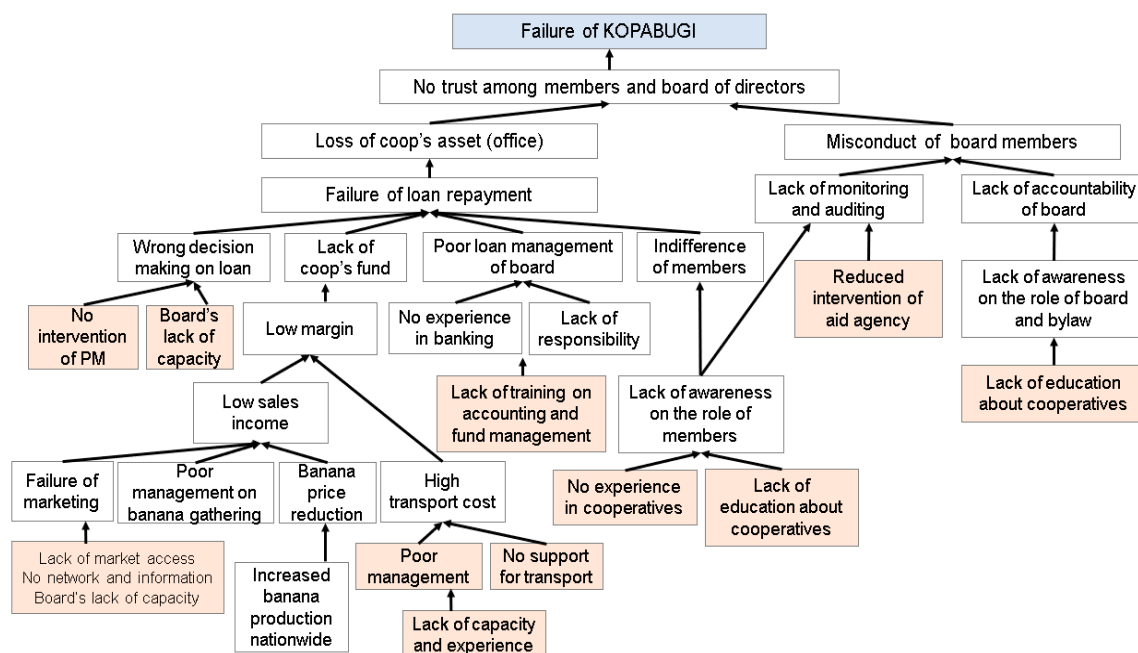 Failure of KOPABUGI
No trust among members and board of directors
Loss of coop's asset (office)
Misconduct of board members
Failure of loan repayment
Lack of monitoring
and auditing
Lack of accountability
of board
Wrong decision
making on loan
Lack of
coop's fund
Poor loan management
of board
Indifference
of members
Reduced
intervention of
aid agency
Lack of awareness
on the role of board
and bylaw
No
intervention
of PM
Board's
lack of
capacity
Low margin
No experience
in banking
Lack of
responsibility
Lack of education
about cooperatives
Low sales
income
Lack of training on
accounting and
fund management
Lack of awareness
on the role of
members
Failure of
marketing
Poor
management on
banana gathering
Banana
price
reduction
High
transport cost
No experience
in cooperatives
Lack of
education about
cooperatives
Lack of market access
No network and information
Board's lack of capacity
Increased
banana
production
nationwide
Poor
management
No support
for transport
Lack of capacity
and experience